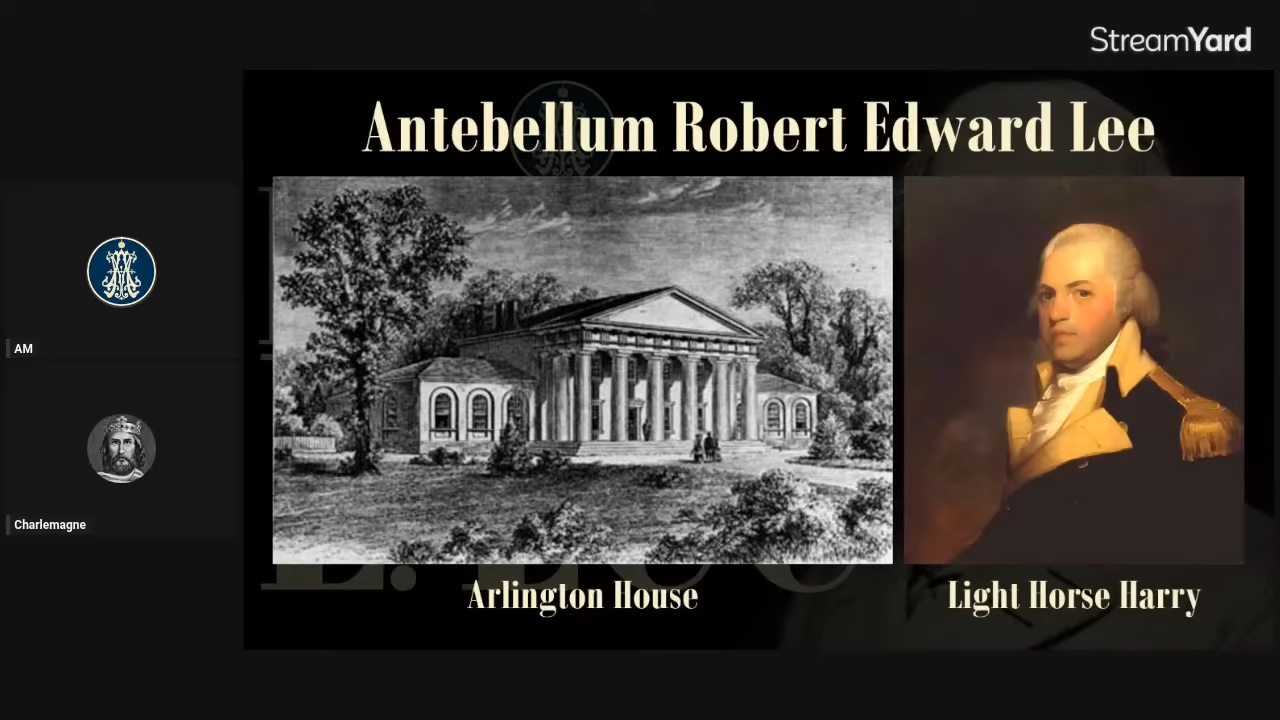 StreamYard
Antebellum Robert Edward Lee
AM
Charlemagne
Arlington House
Light Horse Harry